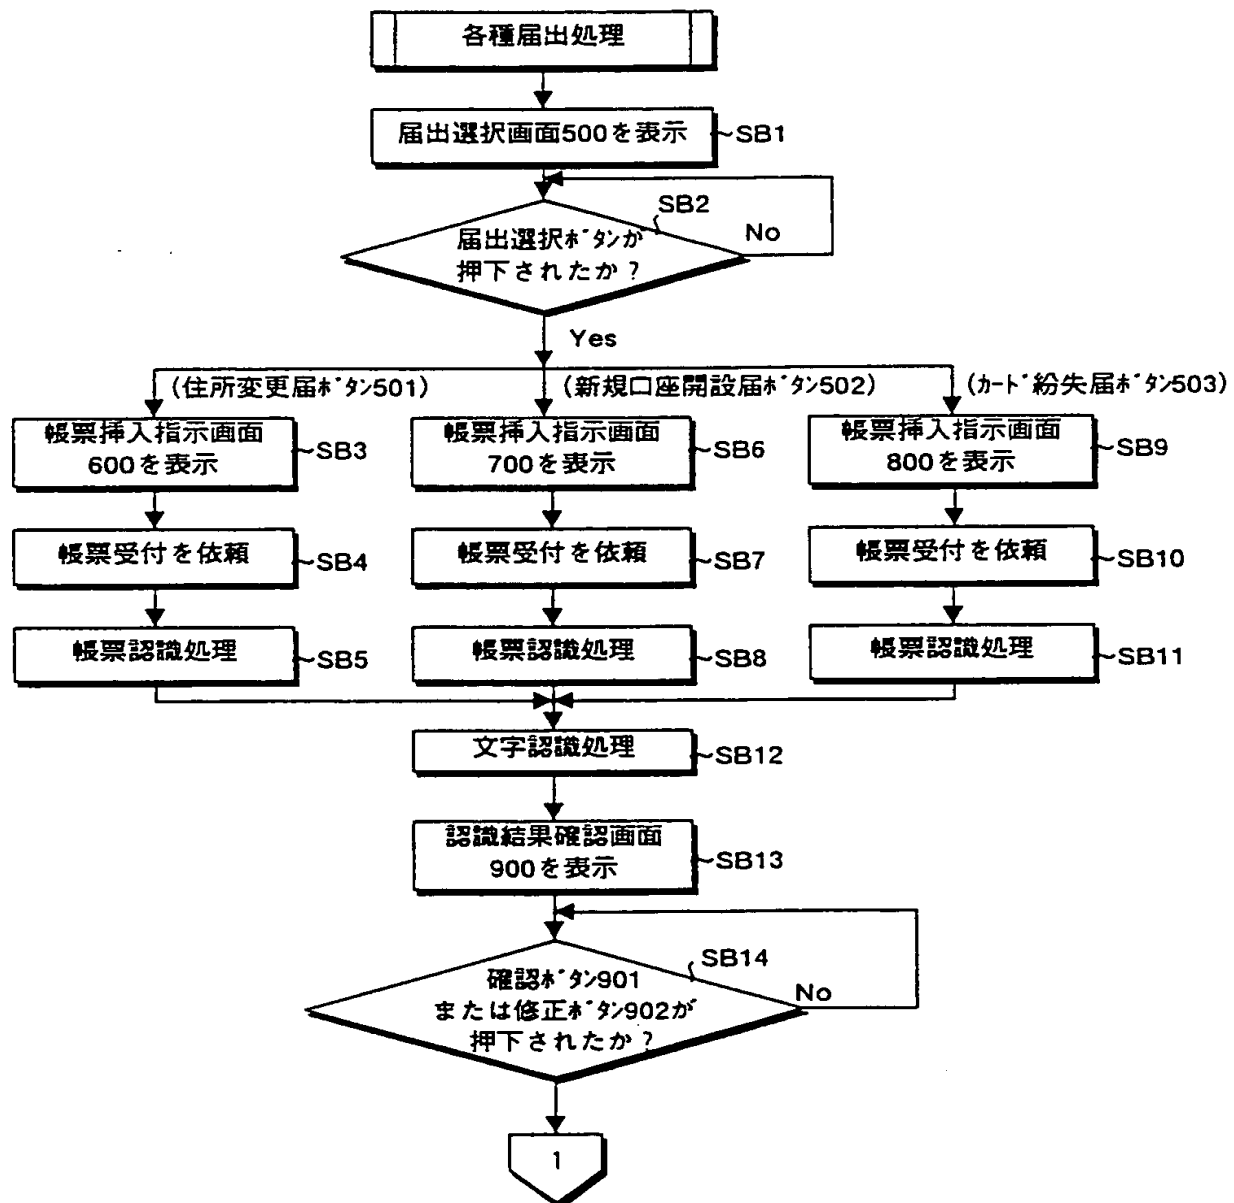 各種届出処理
届出選択画面500を表示
SB1
SB2
届出選択ﾎﾞﾀﾝが
押下されたか?
No
Yes
(住所変更届ﾎﾞﾀﾝ501)
(新規口座開設届ﾎﾞﾀﾝ502)
(ｶｰﾄﾞ紛失届ﾎﾞﾀﾝ503)
帳票挿入指示画面
600を表示
SB3
帳票挿入指示画面
700を表示
SB6
帳票挿入指示画面
800を表示
SB9
帳票受付を依頼
SB4
帳票受付を依頼
SB7
帳票受付を依頼
SB10
帳票認識処理
SB5
帳票認識処理
SB8
帳票認識処理
SB11
文字認識処理
SB12
認識結果確認画面
900を表示
SB13
SB14
確認ﾎﾞﾀﾝ901
または修正ﾎﾞﾀﾝ902が
押下されたか?
No
1